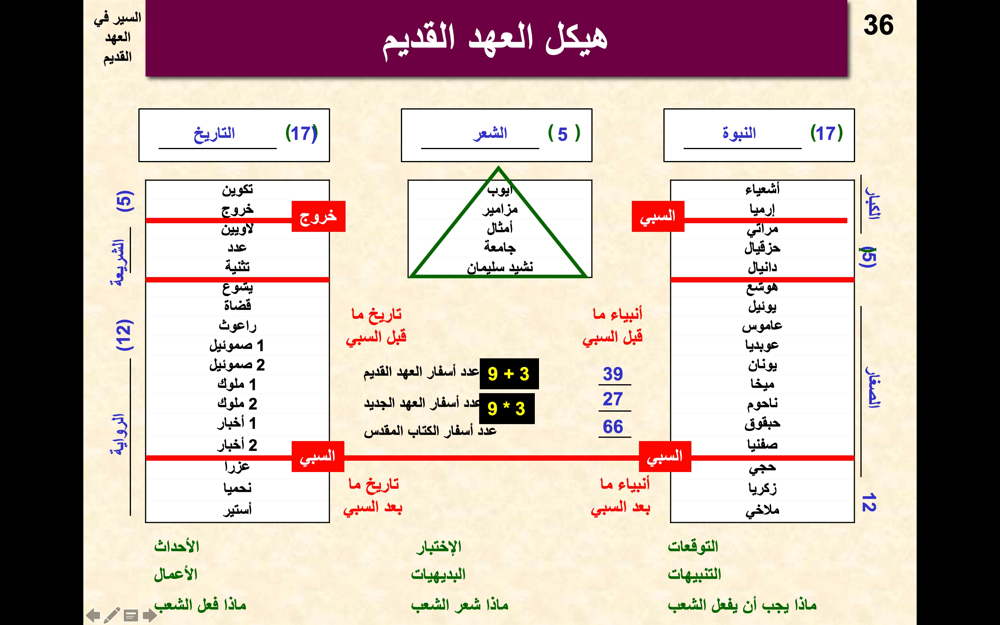 السير في
العهد
القديم
هيكل العهد القديم
36
التاريخ (17)
الشعر ( 5 )
النبوة (17)
(5)
الشريعة
(12)
الرواية
تكوين
خروج
لاويين
عدد
تثنية
يشوع
قضاة
راعوث
1 صموئيل
2 صموئيل
1 ملوك
2 ملوك
1 أخبار
2 أخبار
عزرا
نحميا
أستير
خروج
السبي
أيوب
مزامير
أمثال
جامعة
نشيد سليمان
تاريخ ما
قبل السبي
أنبياء ما
قبل السبي
عدد أسفار العهد القديم 9 + 3 39
عدد أسفار العهد الجديد 9 * 3 27
عدد أسفار الكتاب المقدس 66
تاريخ ما
بعد السبي
أنبياء ما
بعد السبي
السبي
السبي
أشعياء
إرميا
مراثي
حزقيال
دانيال
هوشع
يوئيل
عاموس
عوبديا
يونان
ميخا
ناحوم
حبقوق
صفنيا
حجي
زكريا
ملاخي
الكبار
(5)
الصغار
12
الأحداث
الأعمال
ماذا فعل الشعب
الإختبار
البديهيات
ماذا شعر الشعب
التوقعات
التنبيهات
ماذا يجب أن يفعل الشعب